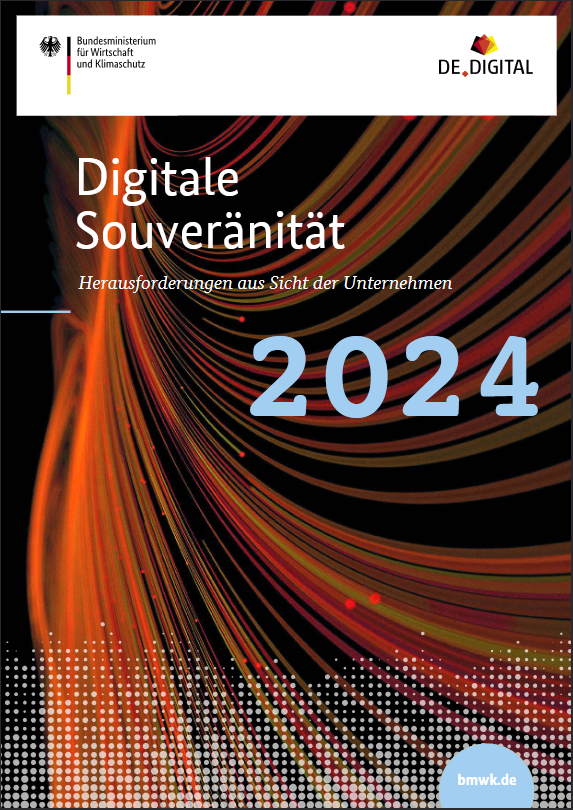 Bundesministerium
für Wirtschaft
und Klimaschutz
DE.DIGITAL
Digitale
Souveränität
Herausforderungen aus Sicht der Unternehmen
2024
bmwk.de